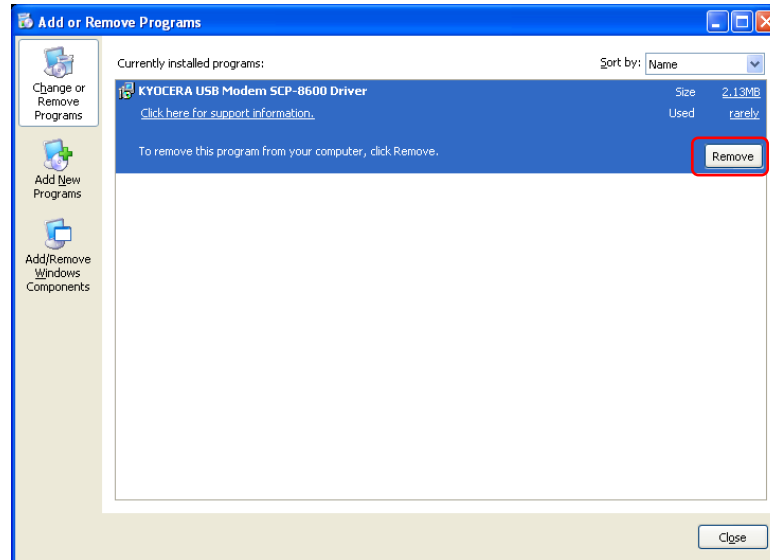 Add or Remove Programs
Change or
Remove
Programs
Add New
Programs
Add/Remove
Windows
Components
Currently installed programs:
Sort by: Name
KYOCERA USB Modem SCP-8600 Driver
Size 2.13MB
Click here for support information.
Used rarely
To remove this program from your computer, click Remove.
Remove
Close